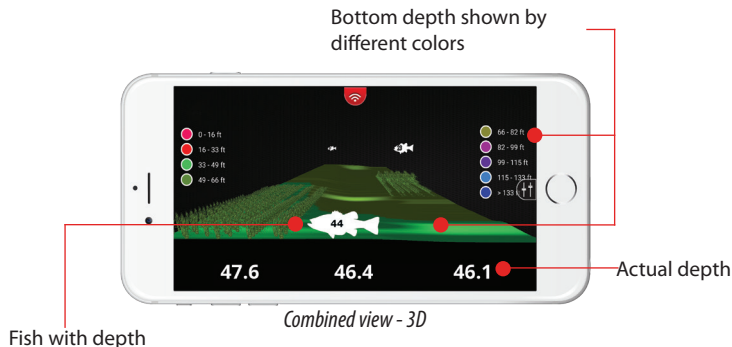 Bottom depth shown by
different colors
0 - 16 ft
16 - 33 ft
33 - 49 ft
49 - 66 ft
66 - 82 ft
82 - 99 ft
99 - 115 ft
115 - 133 ft
> 133 f
44
47.6
46.4
46.1
Actual depth
Combined view - 3D
Fish with depth